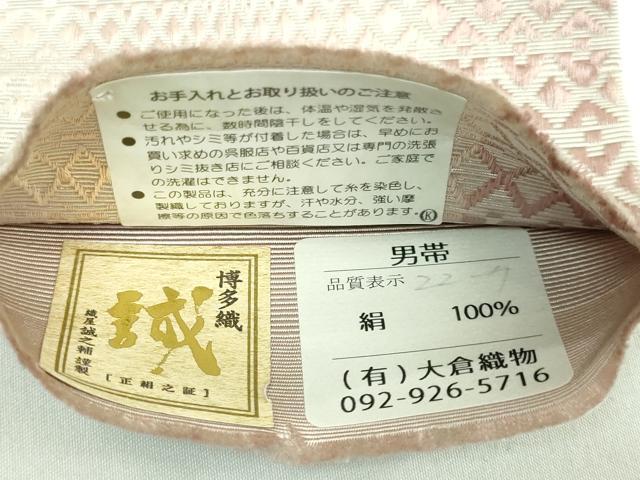 お手入れとお取り扱いのご注意
● ご使用になった後は、体温や湿気を発散さ
せる為に、数時間陰干しをしてください。
● 汚れやシミ等が付着した場合は、早めにお
買い求めの呉服店や百貨店又は専門の洗張
りシミ抜き店にご相談ください。ご家庭で
の洗濯はできません。
● この製品は、充分に注意して糸を染色し、
製織しておりますが、汗や水分、強い摩
擦等の原因で色落ちすることがあります。Ⓚ
博多織
誠
織屋誠之輔謹製
[正絹之証]
男帯
品質表示
絹 100%
(有)大倉織物
092-926-5716